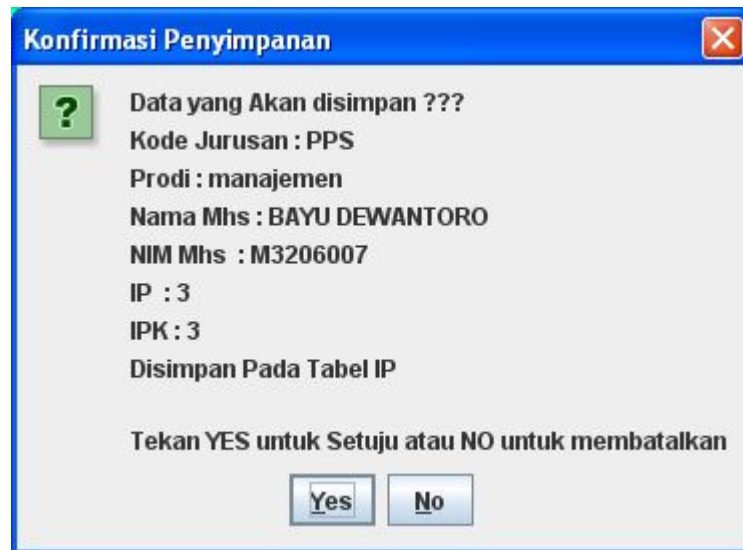 Konfirmasi Penyimpanan
Data yang Akan disimpan ???
Kode Jurusan : PPS
Prodi : manajemen
Nama Mhs : BAYU DEWANTORO
NIM Mhs : M3206007
IP : 3
IPK : 3
Disimpan Pada Tabel IP
Tekan YES untuk Setuju atau NO untuk membatalkan
Yes No